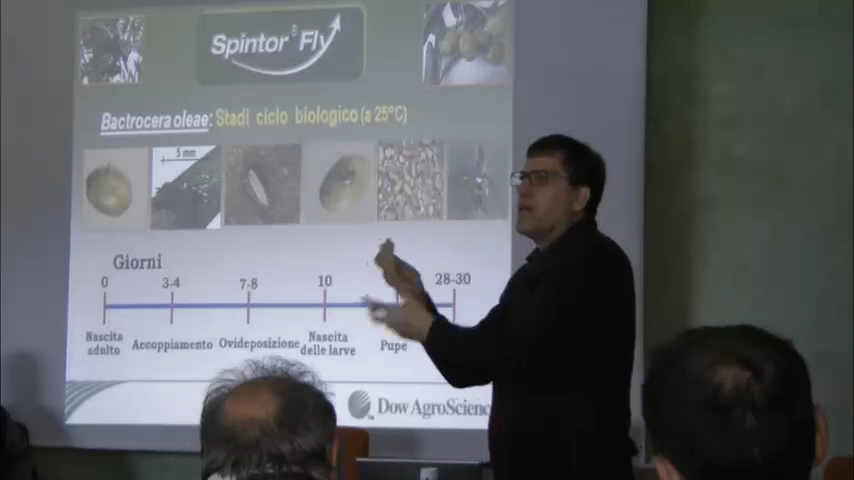 Spintor® Fly
Bactrocera oleae: Stadi ciclo biologico (a 25°C)
5 mm
Giorni
0 3-4 7-8 10 28-30
Nascita adulto Accoppiamento Ovideposizione Nascita delle larve Pupe
Dow AgroScience